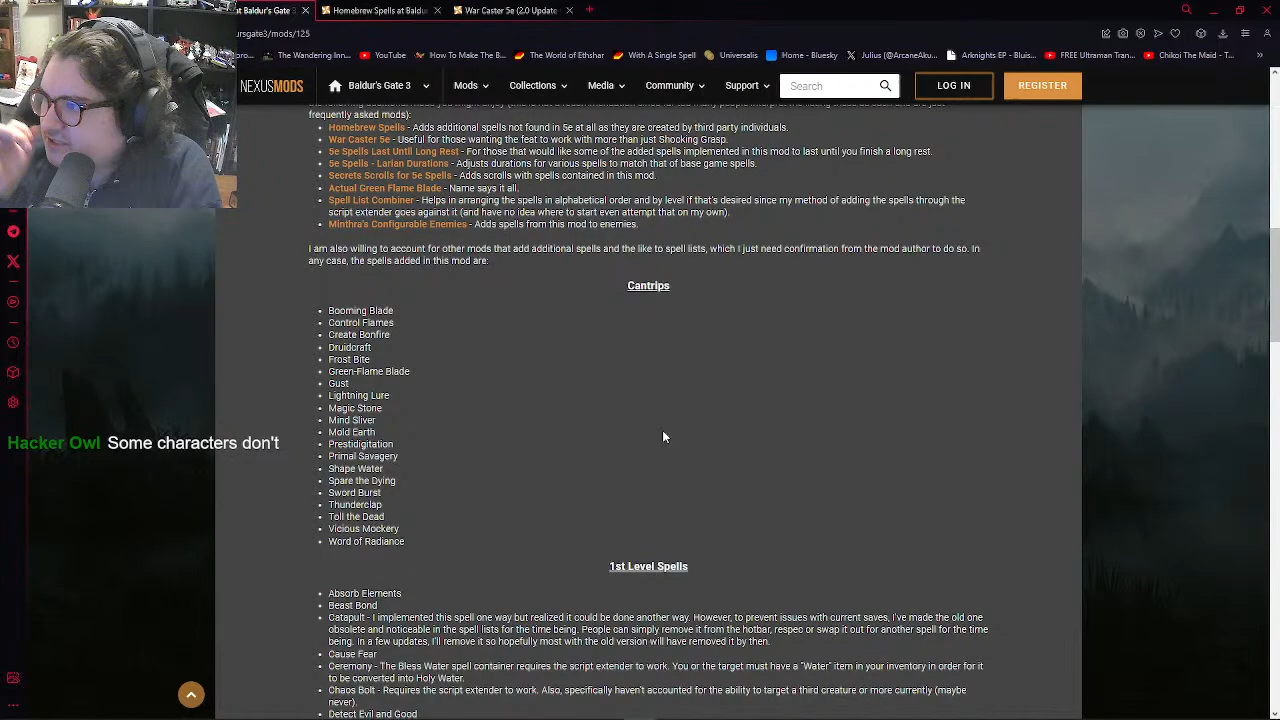 at Baldur's Gate 3
Homebrew Spells at Baldur
War Caster 5e (2.0 Update
ursgate3/mods/125
The Wandering Inn...
YouTube
How To Make The B...
The World of Ethshar
With A Single Spell
Universalis
Home - Bluesky
Julius (@ArcaneAku...
Arknights EP - Bluis...
FREE Ultraman Tran...
Chikoi The Maid - T...
NEXUSMODS
Baldur's Gate 3
Mods
Collections
Media
Community
Support
Search
LOG IN
REGISTER
frequently asked mods):
Homebrew Spells - Adds additional spells not found in 5e at all as they are created by third party individuals.
War Caster 5e - Useful for those wanting the feat to work with more than just Shocking Grasp.
5e Spells Last Until Long Rest - For those that would like some of the added spells implemented in this mod to last until you finish a long rest.
5e Spells - Larian Durations - Adjusts durations for various spells to match that of base game spells.
Secrets Scrolls for 5e Spells - Adds scrolls with spells contained in this mod.
Actual Green Flame Blade - Name says it all.
Spell List Combiner - Helps in arranging the spells in alphabetical order and by level if that is desired since my method of adding the spells through the
script extender goes against it (and have no idea where to start even attempt that on my own).
Minthra's Configurable Enemies - Adds spells from this mod to enemies.
I am also willing to account for other mods that add additional spells and the like to spell lists, which I just need confirmation from the mod author to do so. In
any case, the spells added in this mod are:
Cantrips
Booming Blade
Control Flames
Create Bonfire
Druidcraft
Frost Bite
Green-Flame Blade
Gust
Lightning Lure
Magic Stone
Mind Sliver
Mold Earth
Prestidigitation
Primal Savagery
Shape Water
Spare the Dying
Sword Burst
Thunderclap
Toll the Dead
Vicious Mockery
Word of Radiance
Hacker Owl Some characters don't
1st Level Spells
Absorb Elements
Beast Bond
Catapult - I implemented this spell one way but realized it could be done another way. However, to prevent issues with current saves, I've made the old one
obsolete and noticeable in the spell lists for the time being. People can simply remove it from the hotbar, respec or swap it out for another spell for the time
being. In a few updates, I'll remove it so hopefully most with the old version will have removed it by then.
Cause Fear
Ceremony - The Bless Water spell container requires the script extender to work. You or the target must have a "Water" item in your inventory in order for it
to be converted into Holy Water.
Chaos Bolt - Requires the script extender to work. Also, specifically haven't accounted for the ability to target a third creature or more currently (maybe
never).
Detect Evil and Good